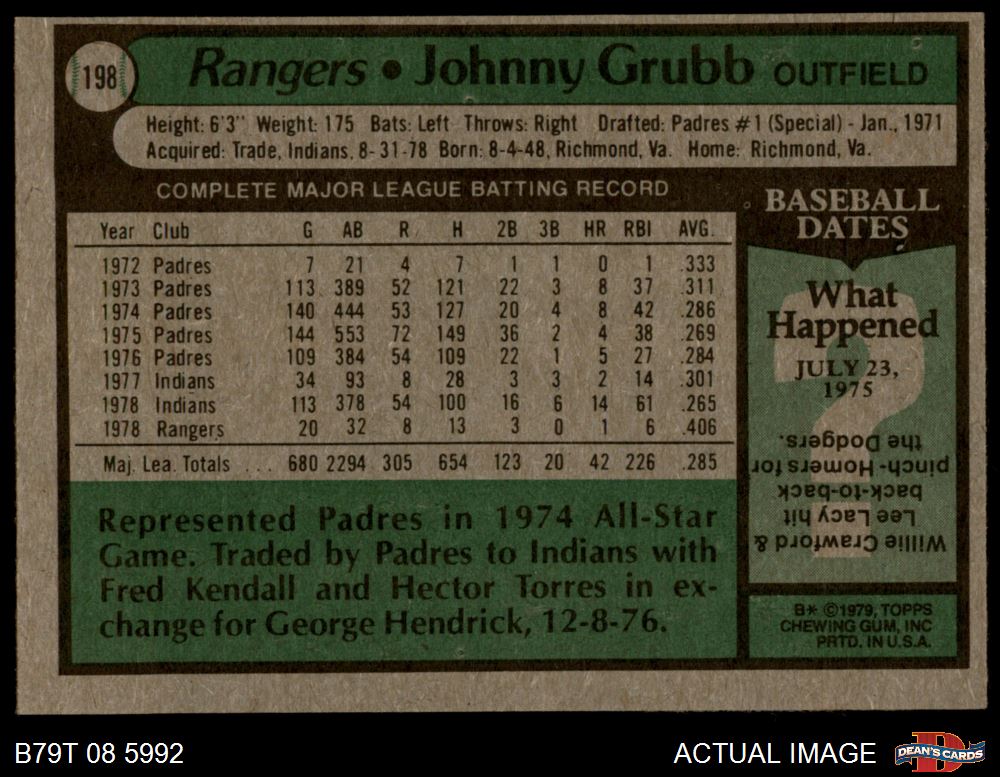 198
Rangers • Johnny Grubb OUTFIELD
Height: 6'3" Weight: 175 Bats: Left Throws: Right Drafted: Padres #1 (Special) - Jan., 1971
Acquired: Trade, Indians, 8-31-78 Born: 8-4-48, Richmond, Va. Home: Richmond, Va.
COMPLETE MAJOR LEAGUE BATTING RECORD
Year Club G AB R H 2B 3B HR RBI AVG.
1972 Padres 7 21 4 7 1 1 0 1 .333
1973 Padres 113 389 52 121 22 3 8 37 .311
1974 Padres 140 444 53 127 20 4 8 42 .286
1975 Padres 144 553 72 149 36 2 4 38 .269
1976 Padres 109 384 54 109 22 1 5 27 .284
1977 Indians 34 93 8 28 3 3 2 14 .301
1978 Indians 113 378 54 100 16 6 14 61 .265
1978 Rangers 20 32 8 13 3 0 1 6 .406
Maj. Lea. Totals ... 680 2294 305 654 123 20 42 226 .285
Represented Padres in 1974 All-Star
Game. Traded by Padres to Indians with
Fred Kendall and Hector Torres in ex-
change for George Hendrick, 12-8-76.
BASEBALL
DATES
What
Happened
JULY 23,
1975
Willie Crawford &
Lee Lacy hit
back-to-back
pinch-Homers for
the Dodgers.
B* ©1979, TOPPS
CHEWING GUM, INC
PRTD. IN U.S.A.
B79T 08 5992
ACTUAL IMAGE
DEAN'S CARDS